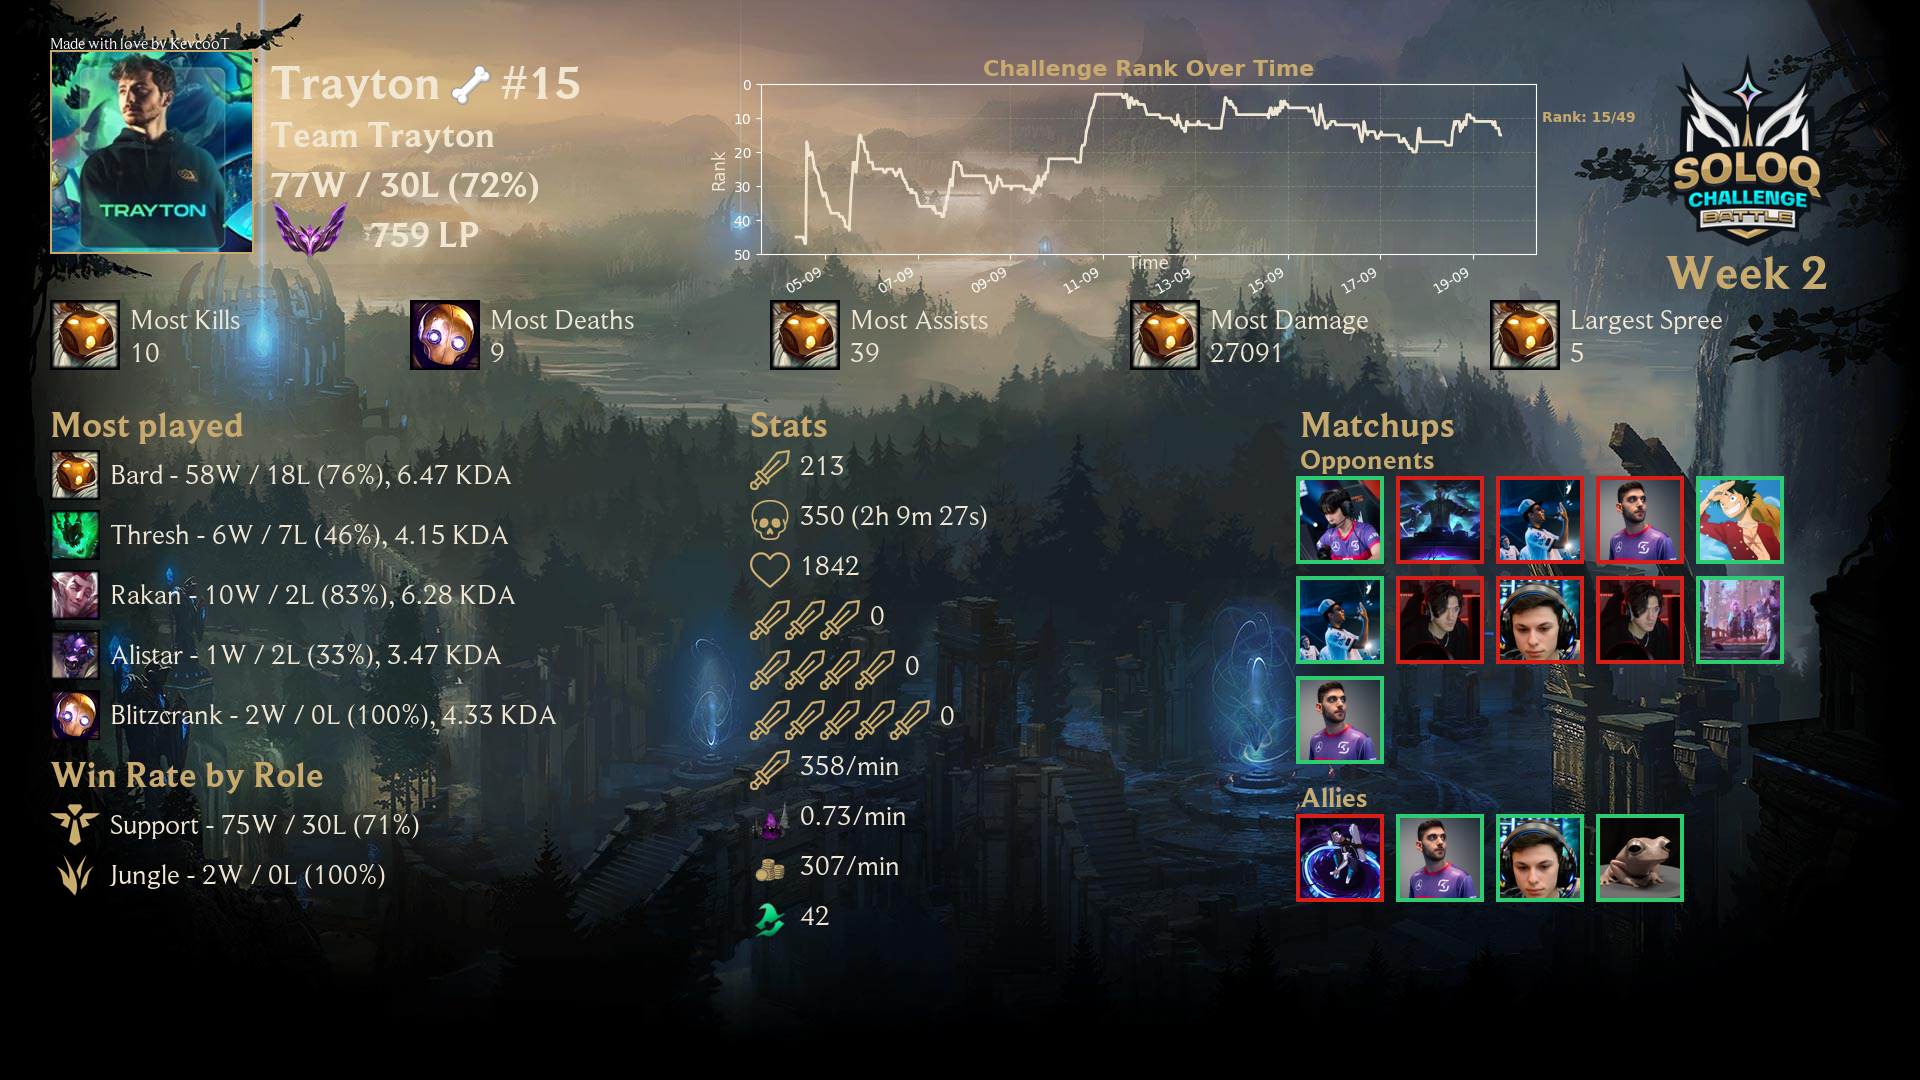 Made with love by KevcooT
TRAYTON
Trayton 🦴 #15
Team Trayton
77W / 30L (72%)
759 LP
Challenge Rank Over Time
Rank
0
10
20
30
40
50
05-09
07-09
09-09
11-09
13-09
15-09
17-09
19-09
Time
Rank: 15/49
SOLOQ
CHALLENGE
BATTLE
Week 2
Most Kills
10
Most Deaths
9
Most Assists
39
Most Damage
27091
Largest Spree
5
Most played
Bard - 58W / 18L (76%), 6.47 KDA
Thresh - 6W / 7L (46%), 4.15 KDA
Rakan - 10W / 2L (83%), 6.28 KDA
Alistar - 1W / 2L (33%), 3.47 KDA
Blitzcrank - 2W / 0L (100%), 4.33 KDA
Win Rate by Role
Support - 75W / 30L (71%)
Jungle - 2W / 0L (100%)
Stats
213
350 (2h 9m 27s)
1842
0
0
0
358/min
0.73/min
307/min
42
Matchups
Opponents
Allies